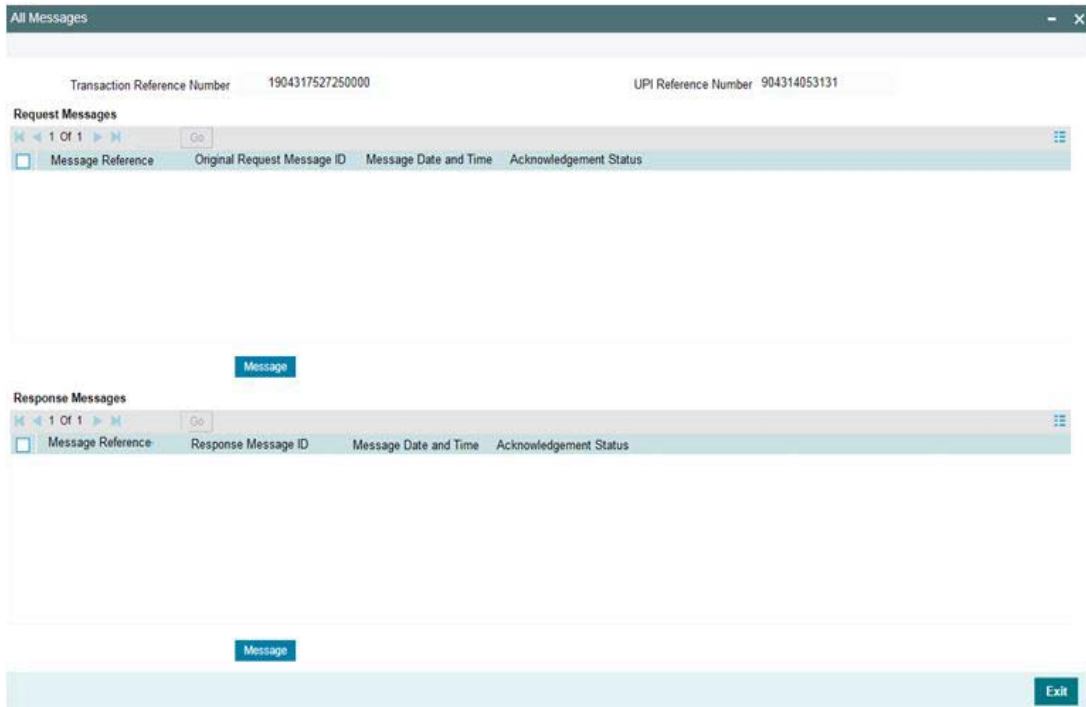 All Messages
Transaction Reference Number 1904317527250000 UPI Reference Number 904314053131
Request Messages
1 Of 1 Go
Message Reference Original Request Message ID Message Date and Time Acknowledgement Status
Message
Response Messages
1 Of 1 Go
Message Reference Response Message ID Message Date and Time Acknowledgement Status
Message
Exit